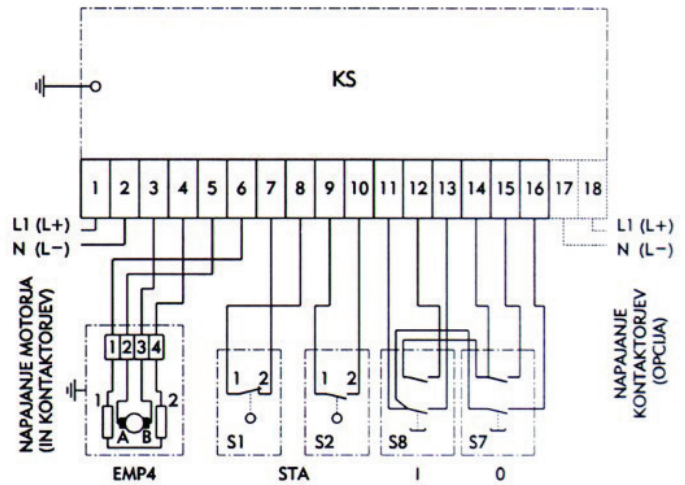 KS
1 2 3 4 5 6 7 8 9 10 11 12 13 14 15 16 17 18
L1 (L+)
N (L-)
L1 (L+)
N (L-)
NAPAJANJE MOTORJA
(IN KONTAKTORJEV)
1 2 3 4
1 2
A B
EMP4
1 2
S1
1 2
S2
STA
S8
I
S7
0
NAPAJANJE
KONTAKTORJEV
(OPCIJA)